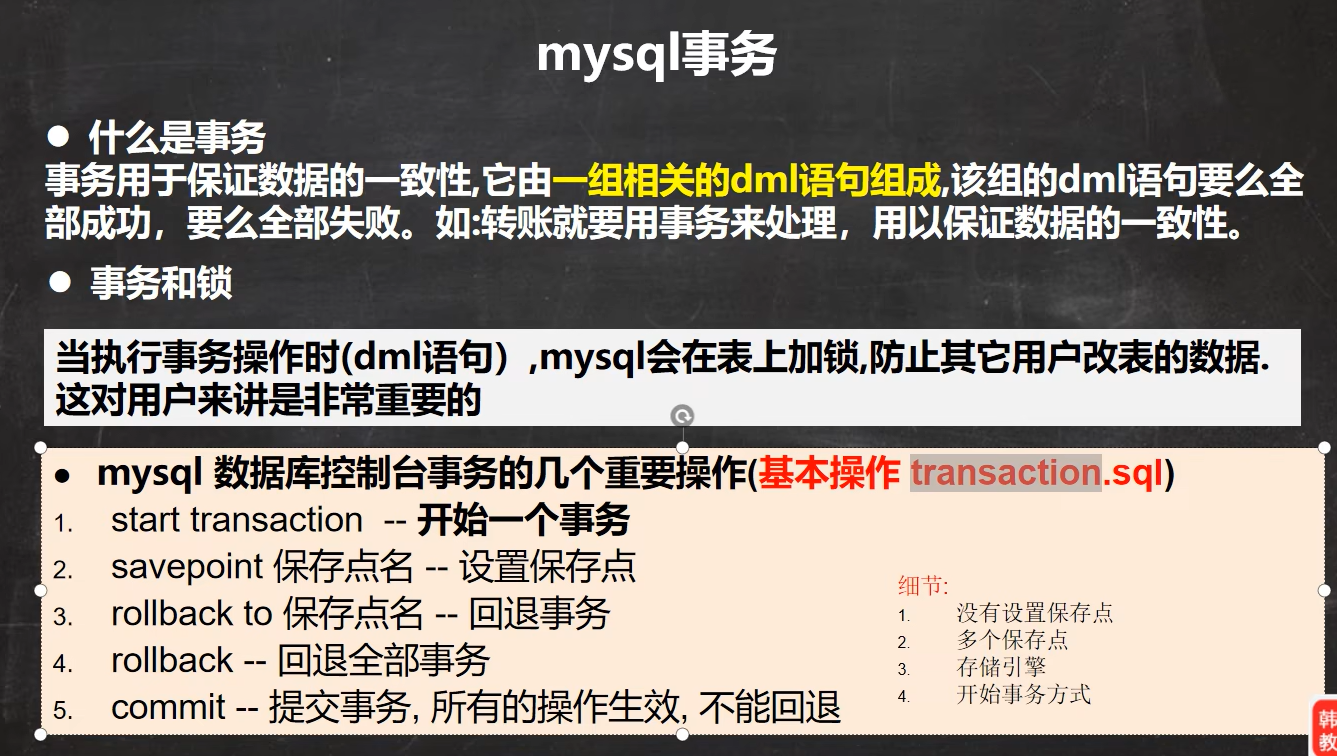 mysql事务
● 什么是事务
事务用于保证数据的一致性,它由一组相关的dml语句组成,该组的dml语句要么全
部成功，要么全部失败。如:转账就要用事务来处理，用以保证数据的一致性。
● 事务和锁
当执行事务操作时(dml语句）,mysql会在表上加锁,防止其它用户改表的数据.
这对用户来讲是非常重要的
● mysql 数据库控制台事务的几个重要操作(基本操作 transaction.sql)
1. start transaction -- 开始一个事务
2. savepoint 保存点名 -- 设置保存点
3. rollback to 保存点名 -- 回退事务
4. rollback -- 回退全部事务
5. commit -- 提交事务, 所有的操作生效, 不能回退
细节:
1. 没有设置保存点
2. 多个保存点
3. 存储引擎
4. 开始事务方式
韩
教